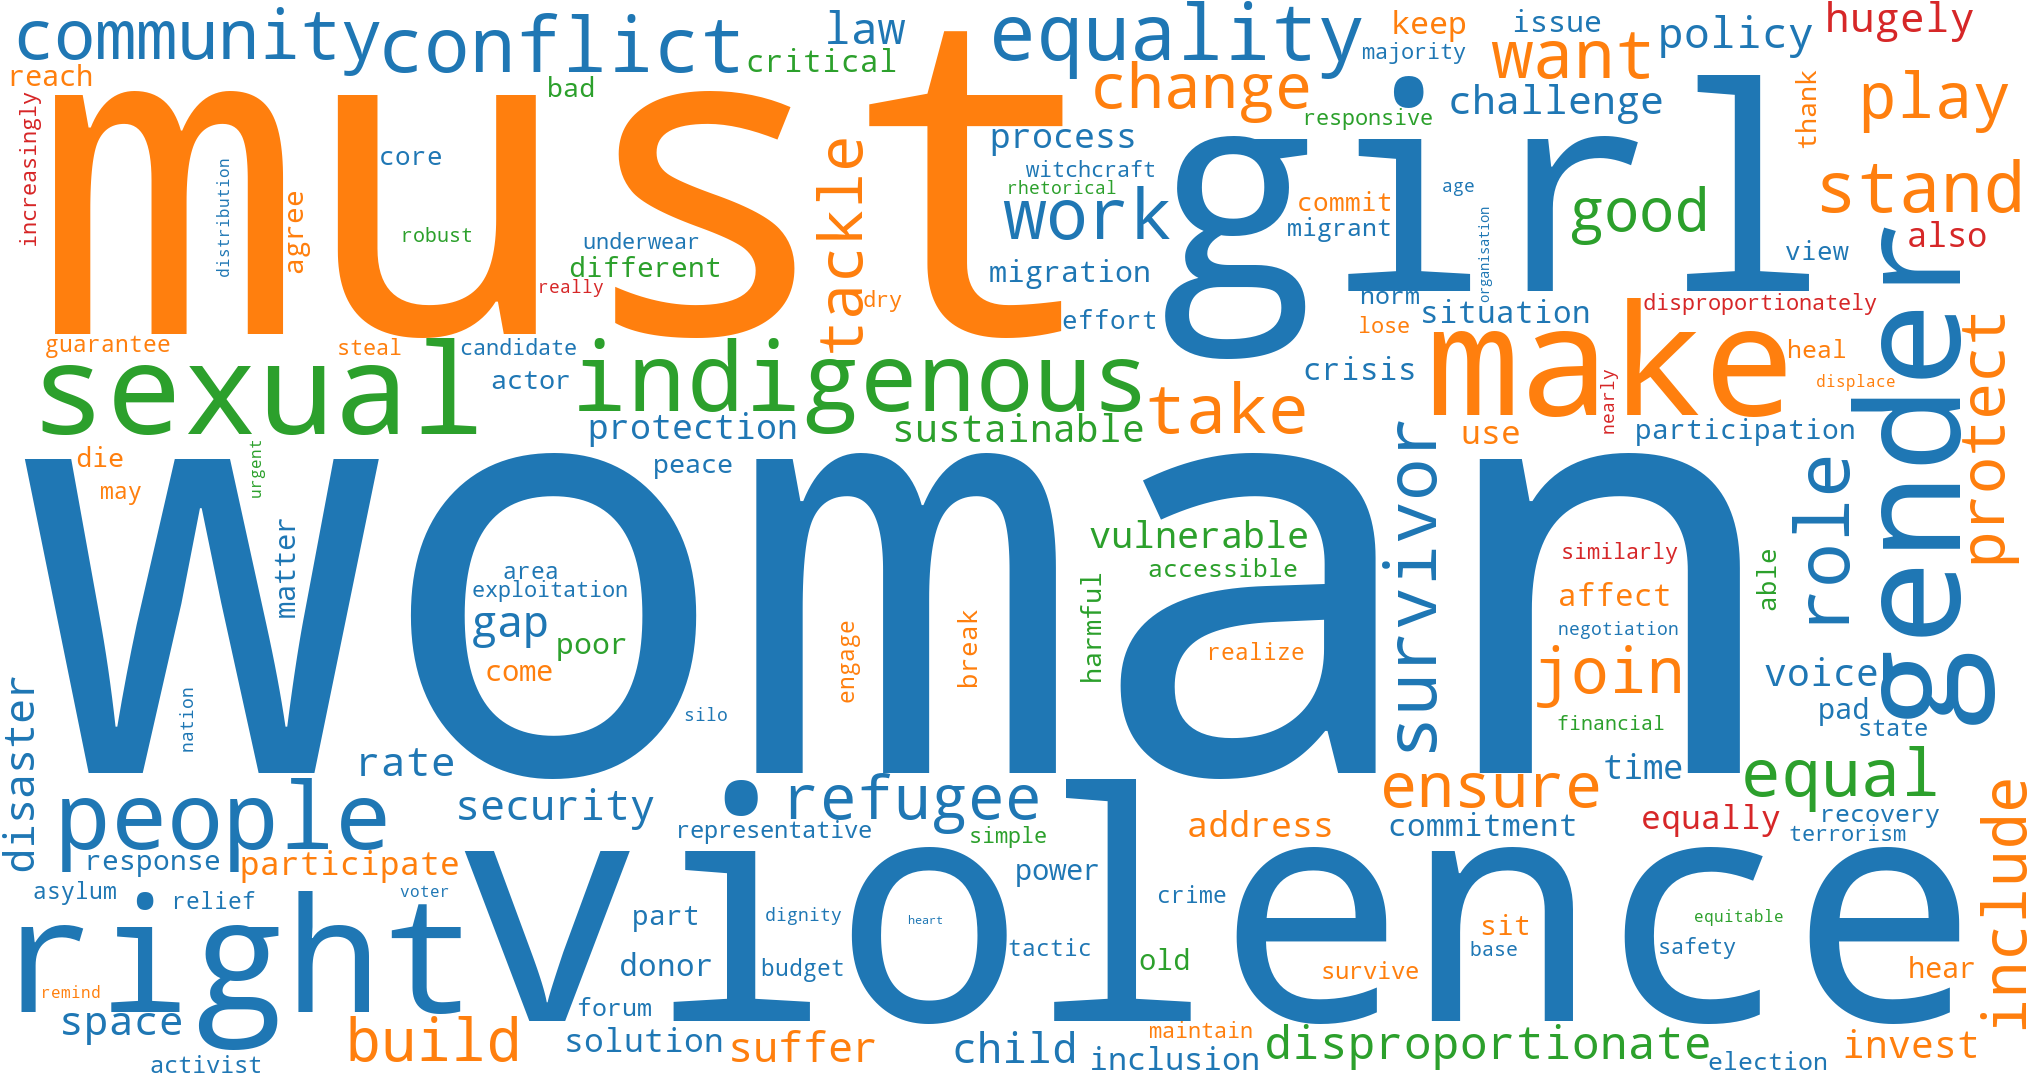 community
conflict
law
critical
equality
keep
majority
issue
want
policy
hugely
reach
bad
change
challenge
thank
play
must
girl
increasingly
distribution
agree
core
robust
underwear
different
really
tackle
dry
process
witchcraft
rhetorical
work
responsive
commit
migrant
age
organisation
good
stand
also
view
migration
effort
norm
lose
situation
disproportionately
guarantee
steal
candidate
actor
sexual
indigenous
crisis
make
nearly
heal
displace
gender
protect
protection
sustainable
take
use
participation
peace
die
may
urgent
survivor
role
woman
matter
area
exploitation
gap
poor
come
engage
break
harmful
vulnerable
accessible
realize
similarly
affect
negotiation
join
financial
able
voice
pad
state
nation
silo
disaster
rate
security
refugee
ensure
time
equal
people
response
participate
representative
simple
address
commitment
equally
recovery
terrorism
include
asylum
relief
voter
power
crime
right
violence
part
dignity
heart
tactic
old
donor
budget
forum
survive
sit
base
equitable
safety
hear
remind
space
activist
build
solution
suffer
child
maintain
inclusion
disproportionate
election
invest